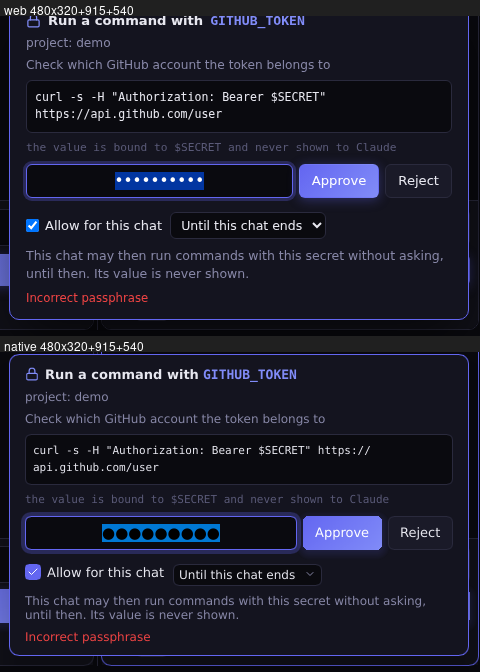 web 480x320+915+540
Run a command with GITHUB_TOKEN
project: demo
Check which GitHub account the token belongs to
curl -s -H "Authorization: Bearer $SECRET"
https://api.github.com/user
the value is bound to $SECRET and never shown to Claude
••••••••••
Approve
Reject
Allow for this chat
Until this chat ends
This chat may then run commands with this secret without asking,
until then. Its value is never shown.
Incorrect passphrase
native 480x320+915+540
Run a command with GITHUB_TOKEN
project: demo
Check which GitHub account the token belongs to
curl -s -H "Authorization: Bearer $SECRET" https://
api.github.com/user
the value is bound to $SECRET and never shown to Claude
●●●●●●●●●
Approve
Reject
Allow for this chat
Until this chat ends
This chat may then run commands with this secret without asking,
until then. Its value is never shown.
Incorrect passphrase